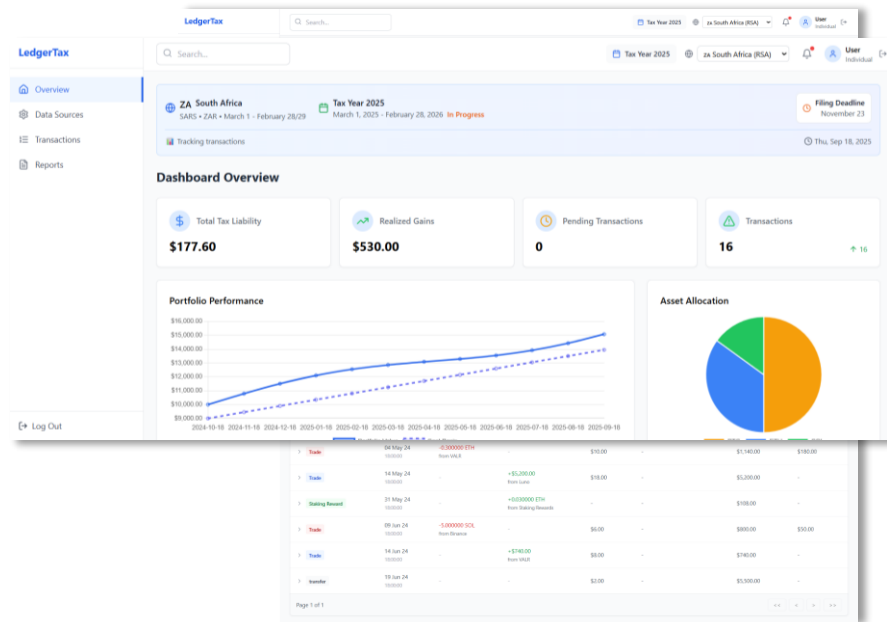 LedgerTax
Search...
Tax Year 2025
ZA South Africa (RSA)
User
Individual
LedgerTax
Search...
Tax Year 2025
ZA South Africa (RSA)
User
Individual
Overview
Data Sources
Transactions
Reports
Log Out
ZA South Africa
SARS • ZAR • March 1 - February 28/29
Tax Year 2025
March 1, 2025 - February 28, 2026 In Progress
Filing Deadline
November 23
Tracking transactions
Thu, Sep 18, 2025
Dashboard Overview
Total Tax Liability
$177.60
Realized Gains
$530.00
Pending Transactions
0
Transactions
16
↑ 16
Portfolio Performance
$16,000.00
$15,000.00
$14,000.00
$13,000.00
$12,000.00
$11,000.00
$10,000.00
$9,000.00
2024-10-18 2024-11-18 2024-12-18 2025-01-18 2025-02-18 2025-03-18 2025-04-18 2025-05-18 2025-06-18 2025-07-18 2025-08-18 2025-09-18
Asset Allocation
Trade 04 May 24 ETH - $10.00 - $1,140.00 $180.00
from VALR
Trade 14 May 24 - +$5,200.00 $18.00 - $5,200.00 -
from Luno
Staking Reward 31 May 24 - +0.030000 ETH - - $108.00 -
from Staking Rewards
Trade 09 Jun 24 -5.000000 SOL - $6.00 - $800.00 $50.00
from Binance
Trade 14 Jun 24 - +$740.00 $8.00 - $740.00 -
from VALR
transfer 19 Jun 24 - - $2.00 - $5,500.00 -
Page 1 of 1